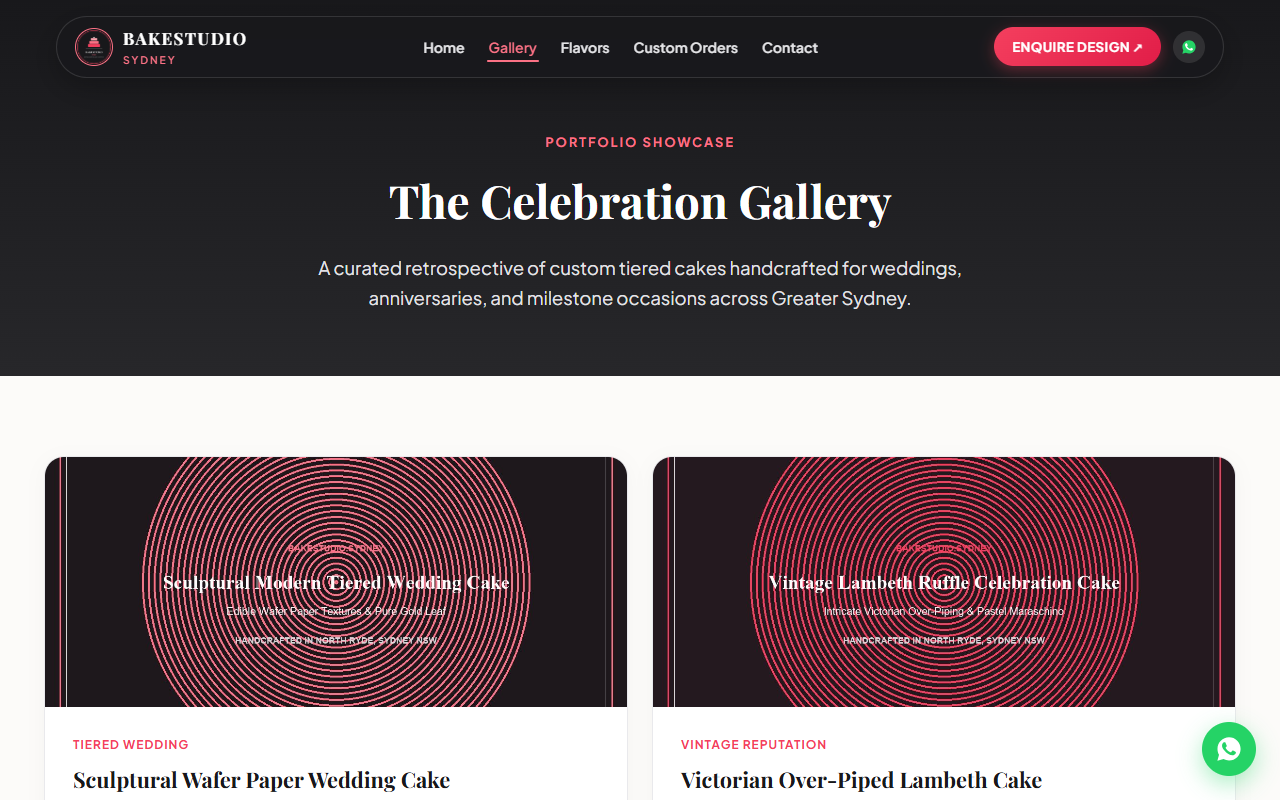 BAKESTUDIO
SYDNEY
Home
Gallery
Flavors
Custom Orders
Contact
ENQUIRE DESIGN ↗
PORTFOLIO SHOWCASE
The Celebration Gallery
A curated retrospective of custom tiered cakes handcrafted for weddings,
anniversaries, and milestone occasions across Greater Sydney.
BAKESTUDIO SYDNEY
Sculptural Modern Tiered Wedding Cake
Edible Wafer Paper Textures & Pure Gold Leaf
HANDCRAFTED IN NORTH RYDE, SYDNEY NSW
TIERED WEDDING
Sculptural Wafer Paper Wedding Cake
BAKESTUDIO SYDNEY
Vintage Lambeth Ruffle Celebration Cake
Intricate Victorian Over-Piping & Pastel Maraschino
HANDCRAFTED IN NORTH RYDE, SYDNEY NSW
VINTAGE REPUTATION
Victorian Over-Piped Lambeth Cake